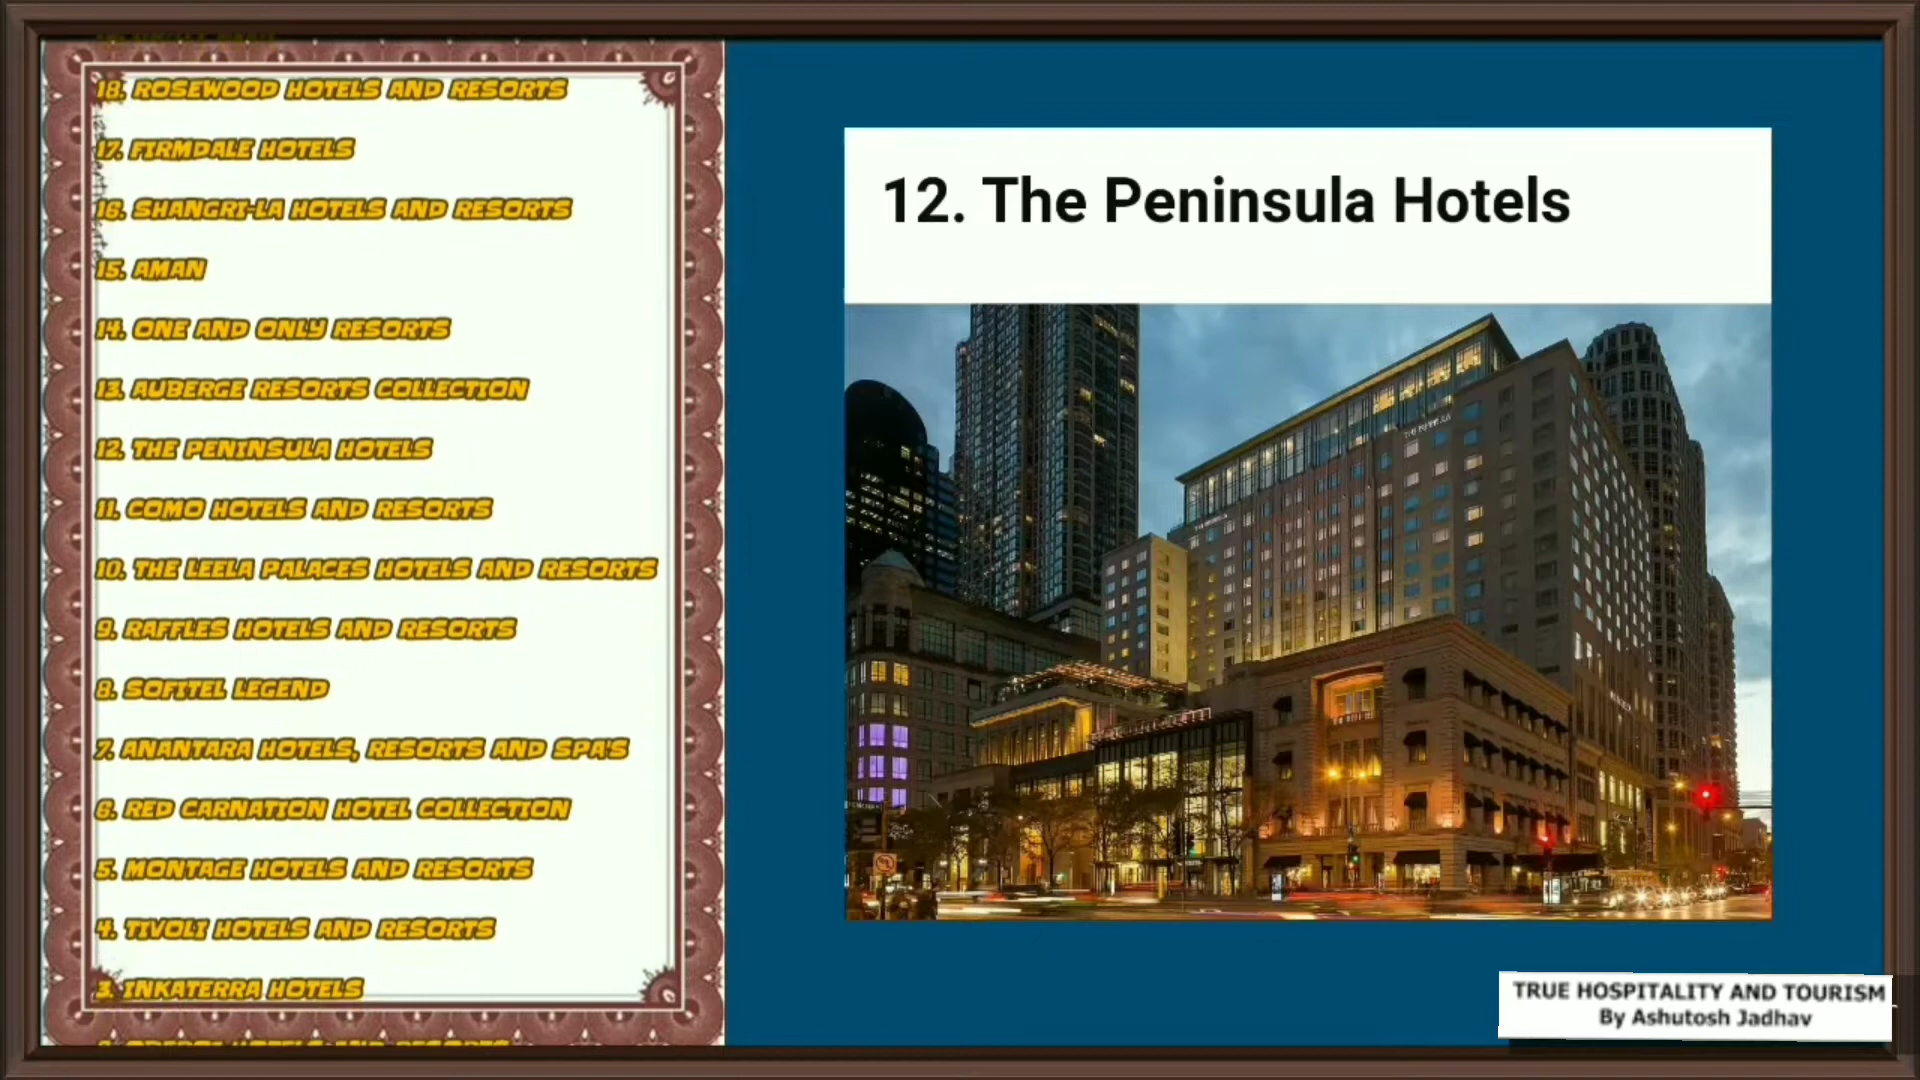 18. ROSEWOOD HOTELS AND RESORTS
17. FIRMDALE HOTELS
16. SHANGRI-LA HOTELS AND RESORTS
15. AMAN
14. ONE AND ONLY RESORTS
13. AUBERGE RESORTS COLLECTION
12. THE PENINSULA HOTELS
11. COMO HOTELS AND RESORTS
10. THE LEELA PALACES HOTELS AND RESORTS
9. RAFFLES HOTELS AND RESORTS
8. SOFITEL LEGEND
7. ANANTARA HOTELS, RESORTS AND SPA'S
6. RED CARNATION HOTEL COLLECTION
5. MONTAGE HOTELS AND RESORTS
4. TIVOLI HOTELS AND RESORTS
3. INKATERRA HOTELS
12. The Peninsula Hotels
THE PENINSULA
TRUE HOSPITALITY AND TOURISM
By Ashutosh Jadhav